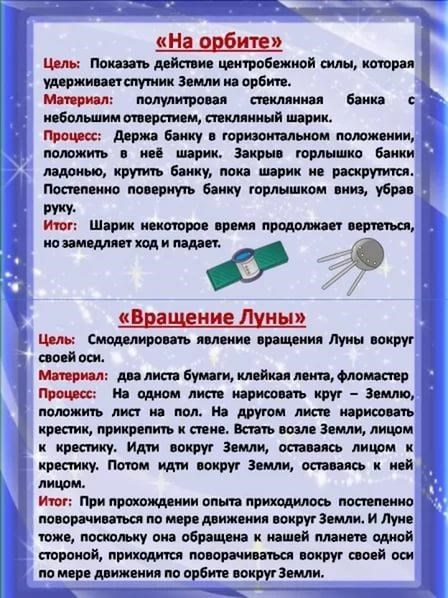 «На орбите»
Цель: Показать действие центробежной силы, которая
удерживает спутник Земли на орбите.
Материал: полулитровая стеклянная банка с
небольшим отверстием, стеклянный шарик.
Процесс: Держа банку в горизонтальном положении,
положить в неё шарик. Закрыв горлышко банки
ладонью, крутить банку, пока шарик не раскрутится.
Постепенно повернуть банку горлышком вниз, убрав
руку.
Итог: Шарик некоторое время продолжает вертеться,
но замедляет ход и падает.
«Вращение Луны»
Цель: Смоделировать явление вращения Луны вокруг
своей оси.
Материал: два листа бумаги, клейкая лента, фломастер
Процесс: На одном листе нарисовать круг – Землю,
положить лист на пол. На другом листе нарисовать
крестик, прикрепить к стене. Встать возле Земли, лицом
к крестику. Идти вокруг Земли, оставаясь лицом к
крестику. Потом идти вокруг Земли, оставаясь к ней
лицом.
Итог: При прохождении опыта приходилось постепенно
поворачиваться по мере движения вокруг Земли. И Луне
тоже, поскольку она обращена к нашей планете одной
стороной, приходится поворачиваться вокруг своей оси
по мере движения по орбите вокруг Земли.